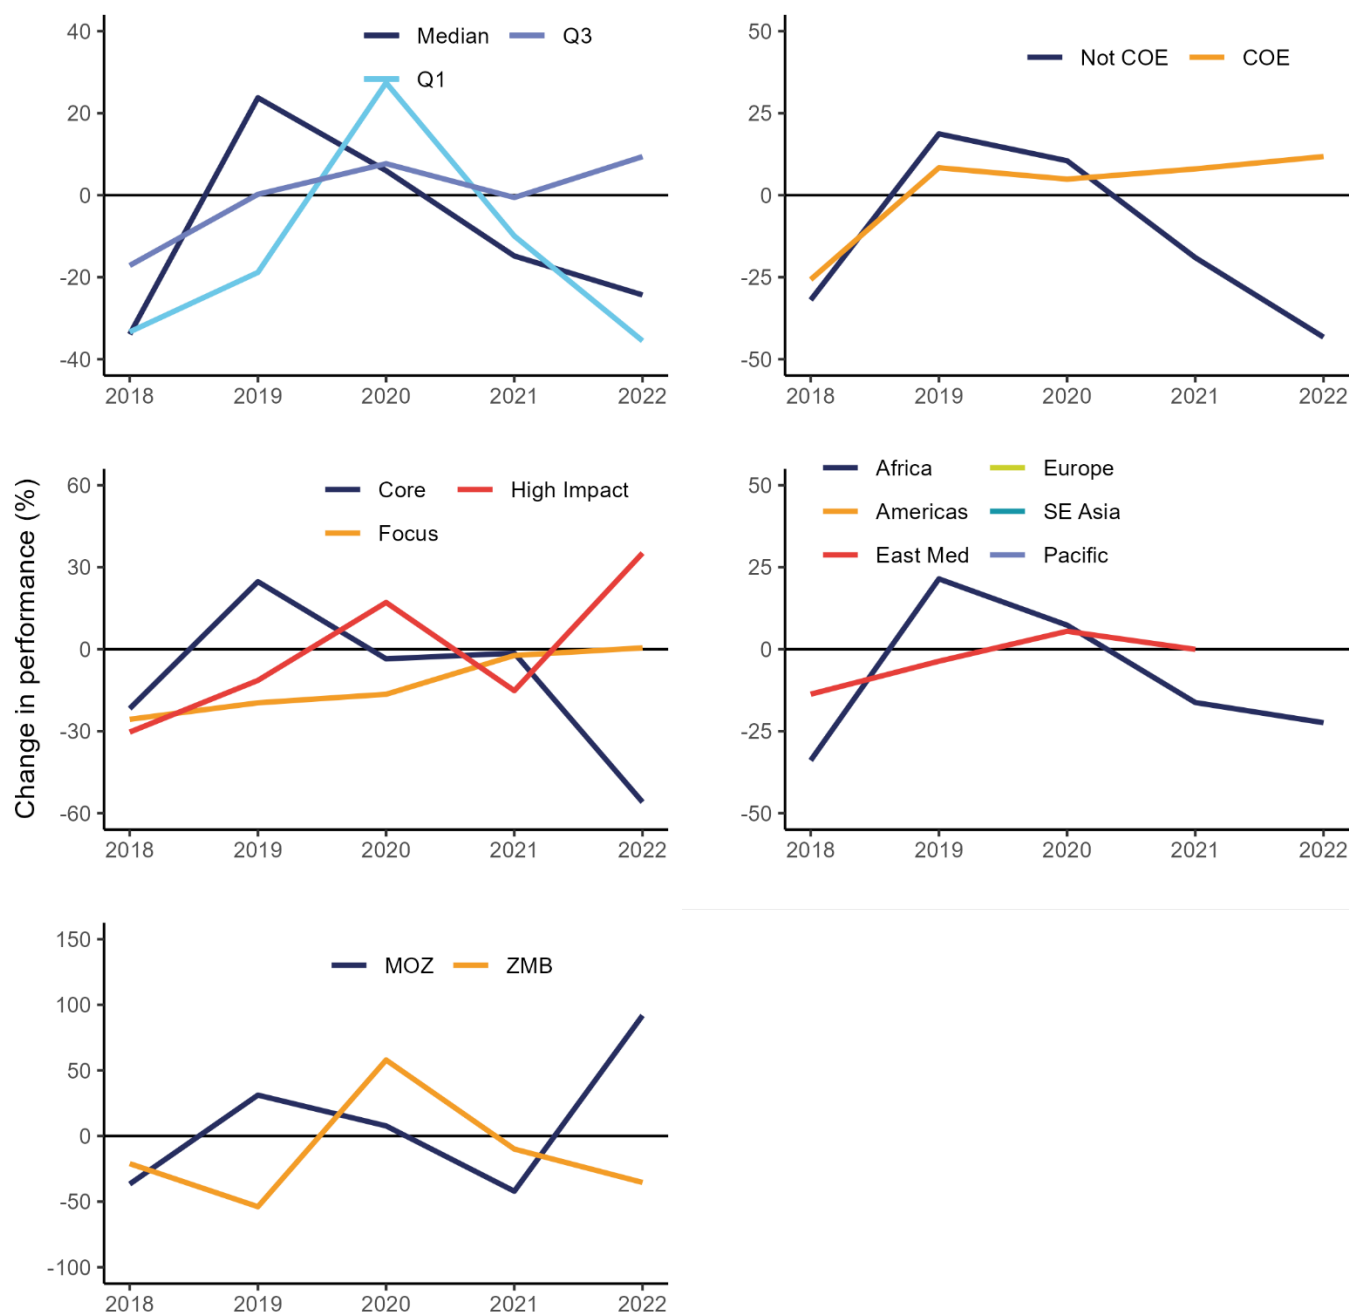 Change in performance (%)
Median Q3
Q1
40
20
0
-20
-40
2018 2019 2020 2021 2022
Not COE COE
50
25
0
-25
-50
2018 2019 2020 2021 2022
Core High Impact
Focus
60
30
0
-30
-60
2018 2019 2020 2021 2022
Africa Europe
Americas SE Asia
East Med Pacific
50
25
0
-25
-50
2018 2019 2020 2021 2022
MOZ ZMB
150
100
50
0
-50
-100
2018 2019 2020 2021 2022